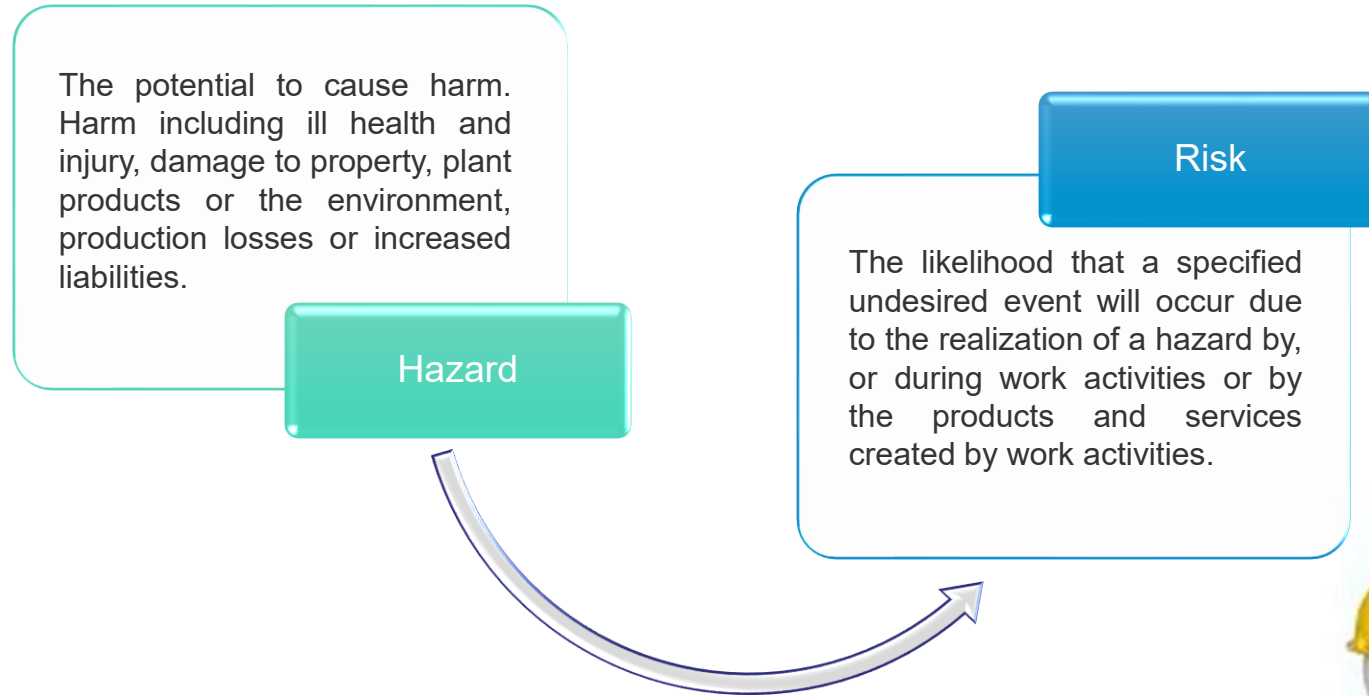 The potential to cause harm.
Harm including ill health and
injury, damage to property, plant
products or the environment,
production losses or increased
liabilities.
Hazard
Risk
The likelihood that a specified
undesired event will occur due
to the realization of a hazard by,
or during work activities or by
the products and services
created by work activities.